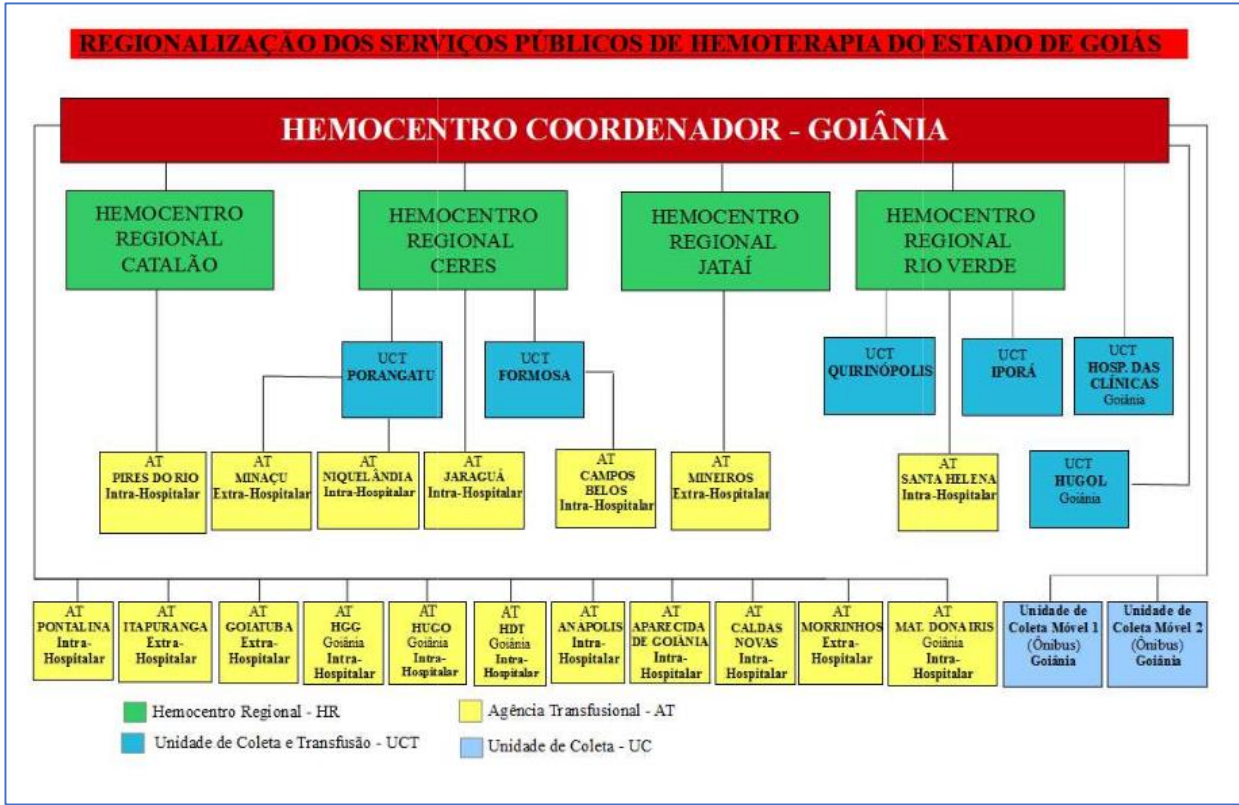 REGIONALIZAÇÃO DOS SERVIÇOS PÚBLICOS DE HEMOTERAPIA DO ESTADO DE GOIÁS
HEMOCENTRO COORDENADOR - GOIÂNIA
HEMOCENTRO
REGIONAL
CATALÃO
HEMOCENTRO
REGIONAL
CERES
HEMOCENTRO
REGIONAL
JATAÍ
HEMOCENTRO
REGIONAL
RIO VERDE
UCT
PORANGATU
UCT
FORMOSA
UCT
QUIRINÓPOLIS
UCT
IPORÁ
UCT
HOSP. DAS
CLÍNICAS
Goiânia
AT
PIRES DO RIO
Intra-Hospitalar
AT
MINAÇU
Extra-Hospitalar
AT
NIQUELÂNDIA
Intra-Hospitalar
AT
JARAGUÁ
Intra-Hospitalar
AT
CAMPOS
BELOS
Intra-Hospitalar
AT
MINEIROS
Extra-Hospitalar
AT
SANTA HELENA
Intra-Hospitalar
UCT
HUGOL
Goiânia
AT
PONTALINA
Intra-
Hospitalar
AT
ITAPURANGA
Extra-
Hospitalar
AT
GOIATUBA
Extra-
Hospitalar
AT
HGG
Goiânia
Intra-
Hospitalar
AT
HUGO
Goiânia
Intra-
Hospitalar
AT
HDT
Goiânia
Intra-
Hospitalar
AT
ANÁPOLIS
Intra-
Hospitalar
AT
APARECIDA
DE GOIÂNIA
Intra-
Hospitalar
AT
CALDAS
NOVAS
Intra-
Hospitalar
AT
MORRINHOS
Extra-
Hospitalar
AT
MAT. DONA IRIS
Goiânia
Intra-
Hospitalar
Unidade de
Coleta Móvel 1
(Ônibus)
Goiânia
Unidade de
Coleta Móvel 2
(Ônibus)
Goiânia
Hemocentro Regional - HR
Agência Transfusional - AT
Unidade de Coleta e Transfusão - UCT
Unidade de Coleta - UC